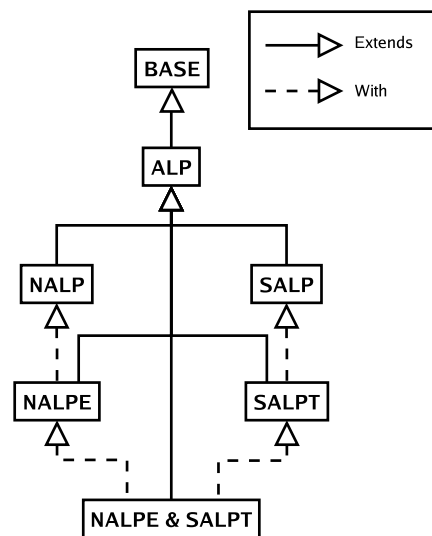 Extends
With
BASE
ALP
NALP
SALP
NALPE
SALPT
NALPE & SALPT